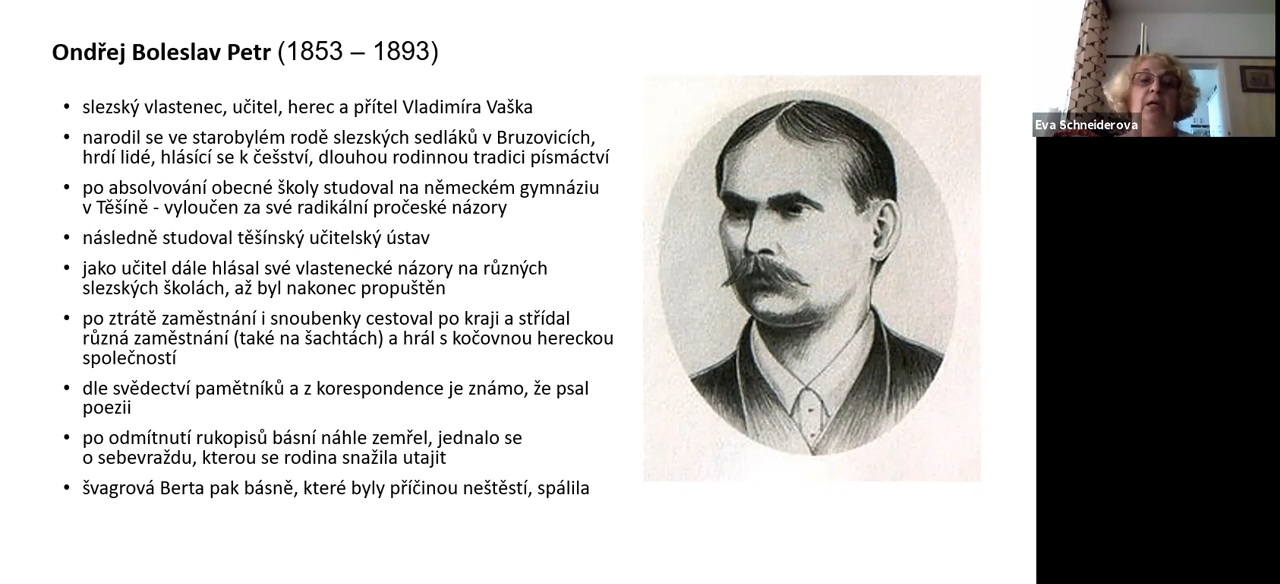 Ondřej Boleslav Petr (1853 – 1893)
• slezský vlastenec, učitel, herec a přítel Vladimíra Vaška
• narodil se ve starobylém rodě slezských sedláků v Bruzovicích,
hrdí lidé, hlásící se k češství, dlouhou rodinnou tradici písmáctví
• po absolvování obecné školy studoval na německém gymnáziu
v Těšíně - vyloučen za své radikální pročeské názory
• následně studoval těšínský učitelský ústav
• jako učitel dále hlásal své vlastenecké názory na různých
slezských školách, až byl nakonec propuštěn
• po ztrátě zaměstnání i snoubenky cestoval po kraji a střídal
různá zaměstnání (také na šachtách) a hrál s kočovnou hereckou
společností
• dle svědectví pamětníků a z korespondence je známo, že psal
poezii
• po odmítnutí rukopisů básní náhle zemřel, jednalo se
o sebevraždu, kterou se rodina snažila utajit
• švagrová Berta pak básně, které byly příčinou neštěstí, spálila
Eva Schneiderova